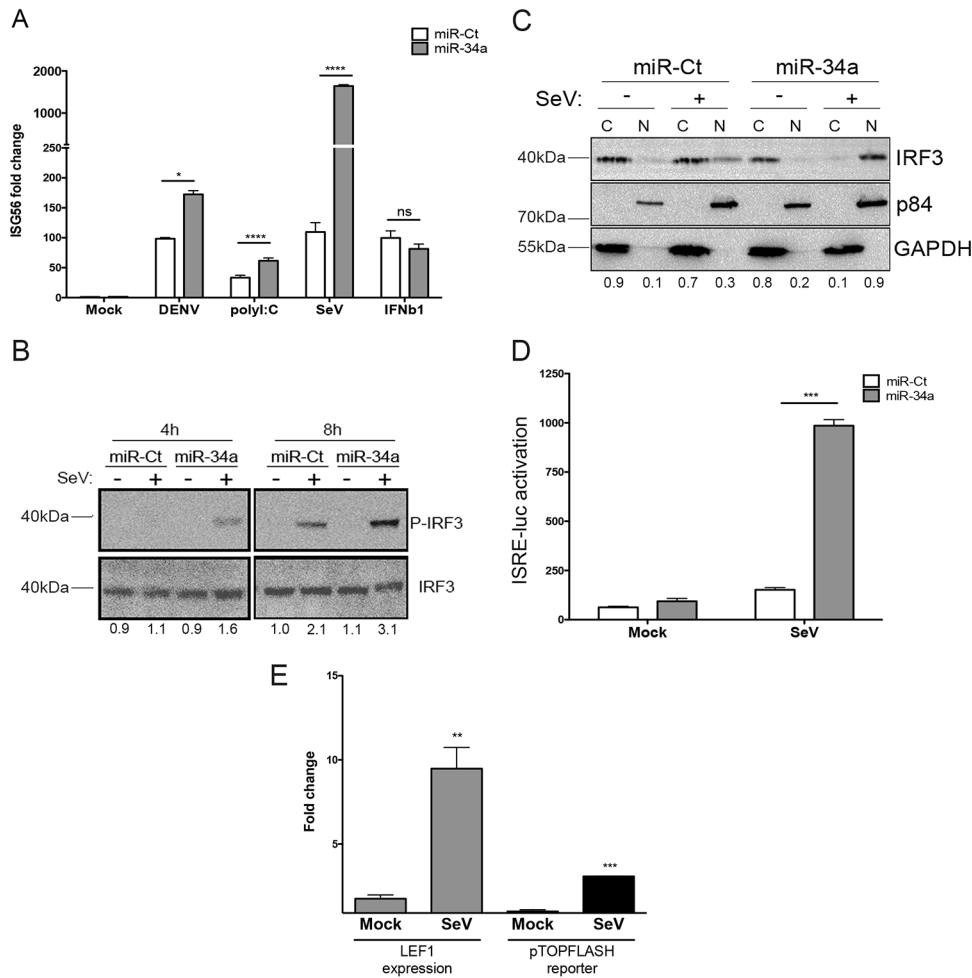 A
miR-Ct
miR-34a
ISG56 fold change
2000
1000
250
200
150
100
50
0
****
*
****
ns
Mock DENV polyI:C SeV IFNb1
C
miR-Ct miR-34a
SeV: - + - +
C N C N C N C N
40kDa IRF3
70kDa p84
55kDa GAPDH
0.9 0.1 0.7 0.3 0.8 0.2 0.1 0.9
B
4h 8h
miR-Ct miR-34a miR-Ct miR-34a
SeV: - + - + - + - +
40kDa P-IRF3
40kDa IRF3
0.9 1.1 0.9 1.6 1.0 2.1 1.1 3.1
D
miR-Ct
miR-34a
ISRE-luc activation
1250
1000
750
500
250
0
***
Mock SeV
E
Fold change
15
10
5
**
***
Mock SeV Mock SeV
LEF1 pTOPFLASH
expression reporter